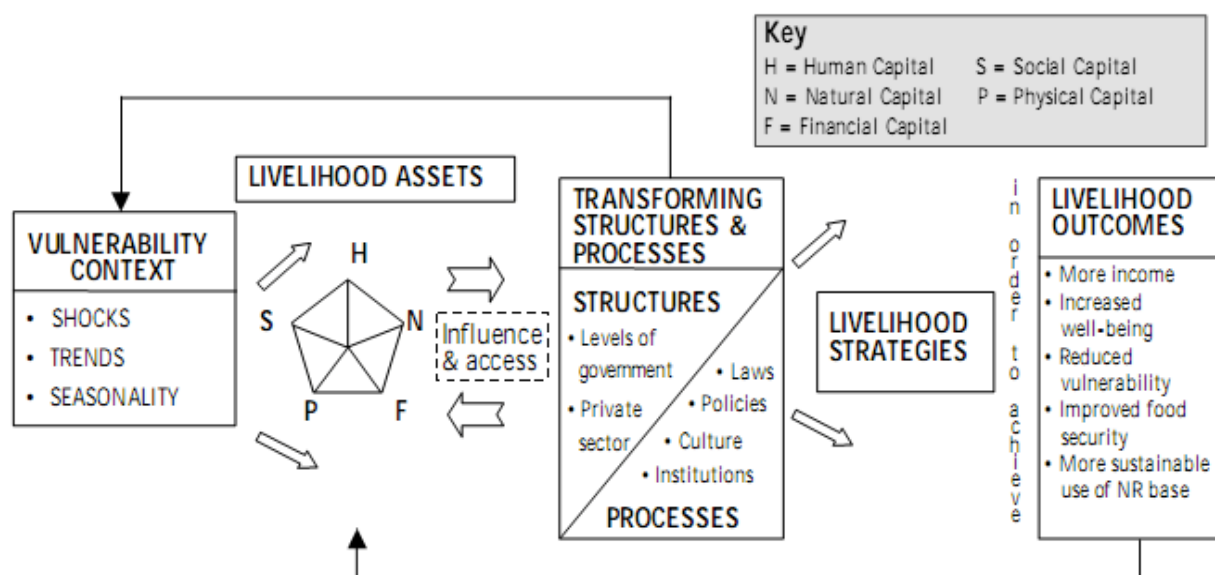 Key
H = Human Capital S = Social Capital
N = Natural Capital P = Physical Capital
F = Financial Capital
LIVELIHOOD ASSETS
VULNERABILITY
CONTEXT
• SHOCKS
• TRENDS
• SEASONALITY
H
S
N
P
F
Influence
& access
TRANSFORMING
STRUCTURES &
PROCESSES
STRUCTURES
• Levels of
government
• Private
sector
• Laws
• Policies
• Culture
• Institutions
PROCESSES
LIVELIHOOD
STRATEGIES
in order to achieve
LIVELIHOOD
OUTCOMES
• More income
• Increased
well-being
• Reduced
vulnerability
• Improved food
security
• More sustainable
use of NR base